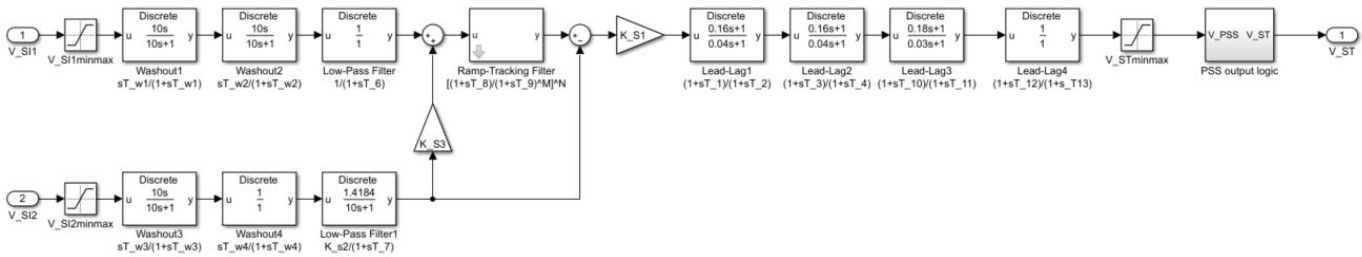 1
V_SI1
V_SI1minmax
Discrete
u 10s/10s+1 y
Washout1
sT_w1/(1+sT_w1)
Discrete
u 10s/10s+1 y
Washout2
sT_w2/(1+sT_w2)
Discrete
u 1/1 y
Low-Pass Filter
1/(1+sT_6)
+
+
u y
Ramp-Tracking Filter
[(1+sT_8)/(1+sT_9)^M]^N
+
-
K_S1
Discrete
u 0.16s+1/0.04s+1 y
Lead-Lag1
(1+sT_1)/(1+sT_2)
Discrete
u 0.16s+1/0.04s+1 y
Lead-Lag2
(1+sT_3)/(1+sT_4)
Discrete
u 0.18s+1/0.03s+1 y
Lead-Lag3
(1+sT_10)/(1+sT_11)
Discrete
u 1/1 y
Lead-Lag4
(1+sT_12)/(1+s_T13)
V_STminmax
V_PSS V_ST
PSS output logic
1
V_ST
K_S3
2
V_SI2
V_SI2minmax
Discrete
u 10s/10s+1 y
Washout3
sT_w3/(1+sT_w3)
Discrete
u 1/1 y
Washout4
sT_w4/(1+sT_w4)
Discrete
u 1.4184/10s+1 y
Low-Pass Filter1
K_s2/(1+sT_7)